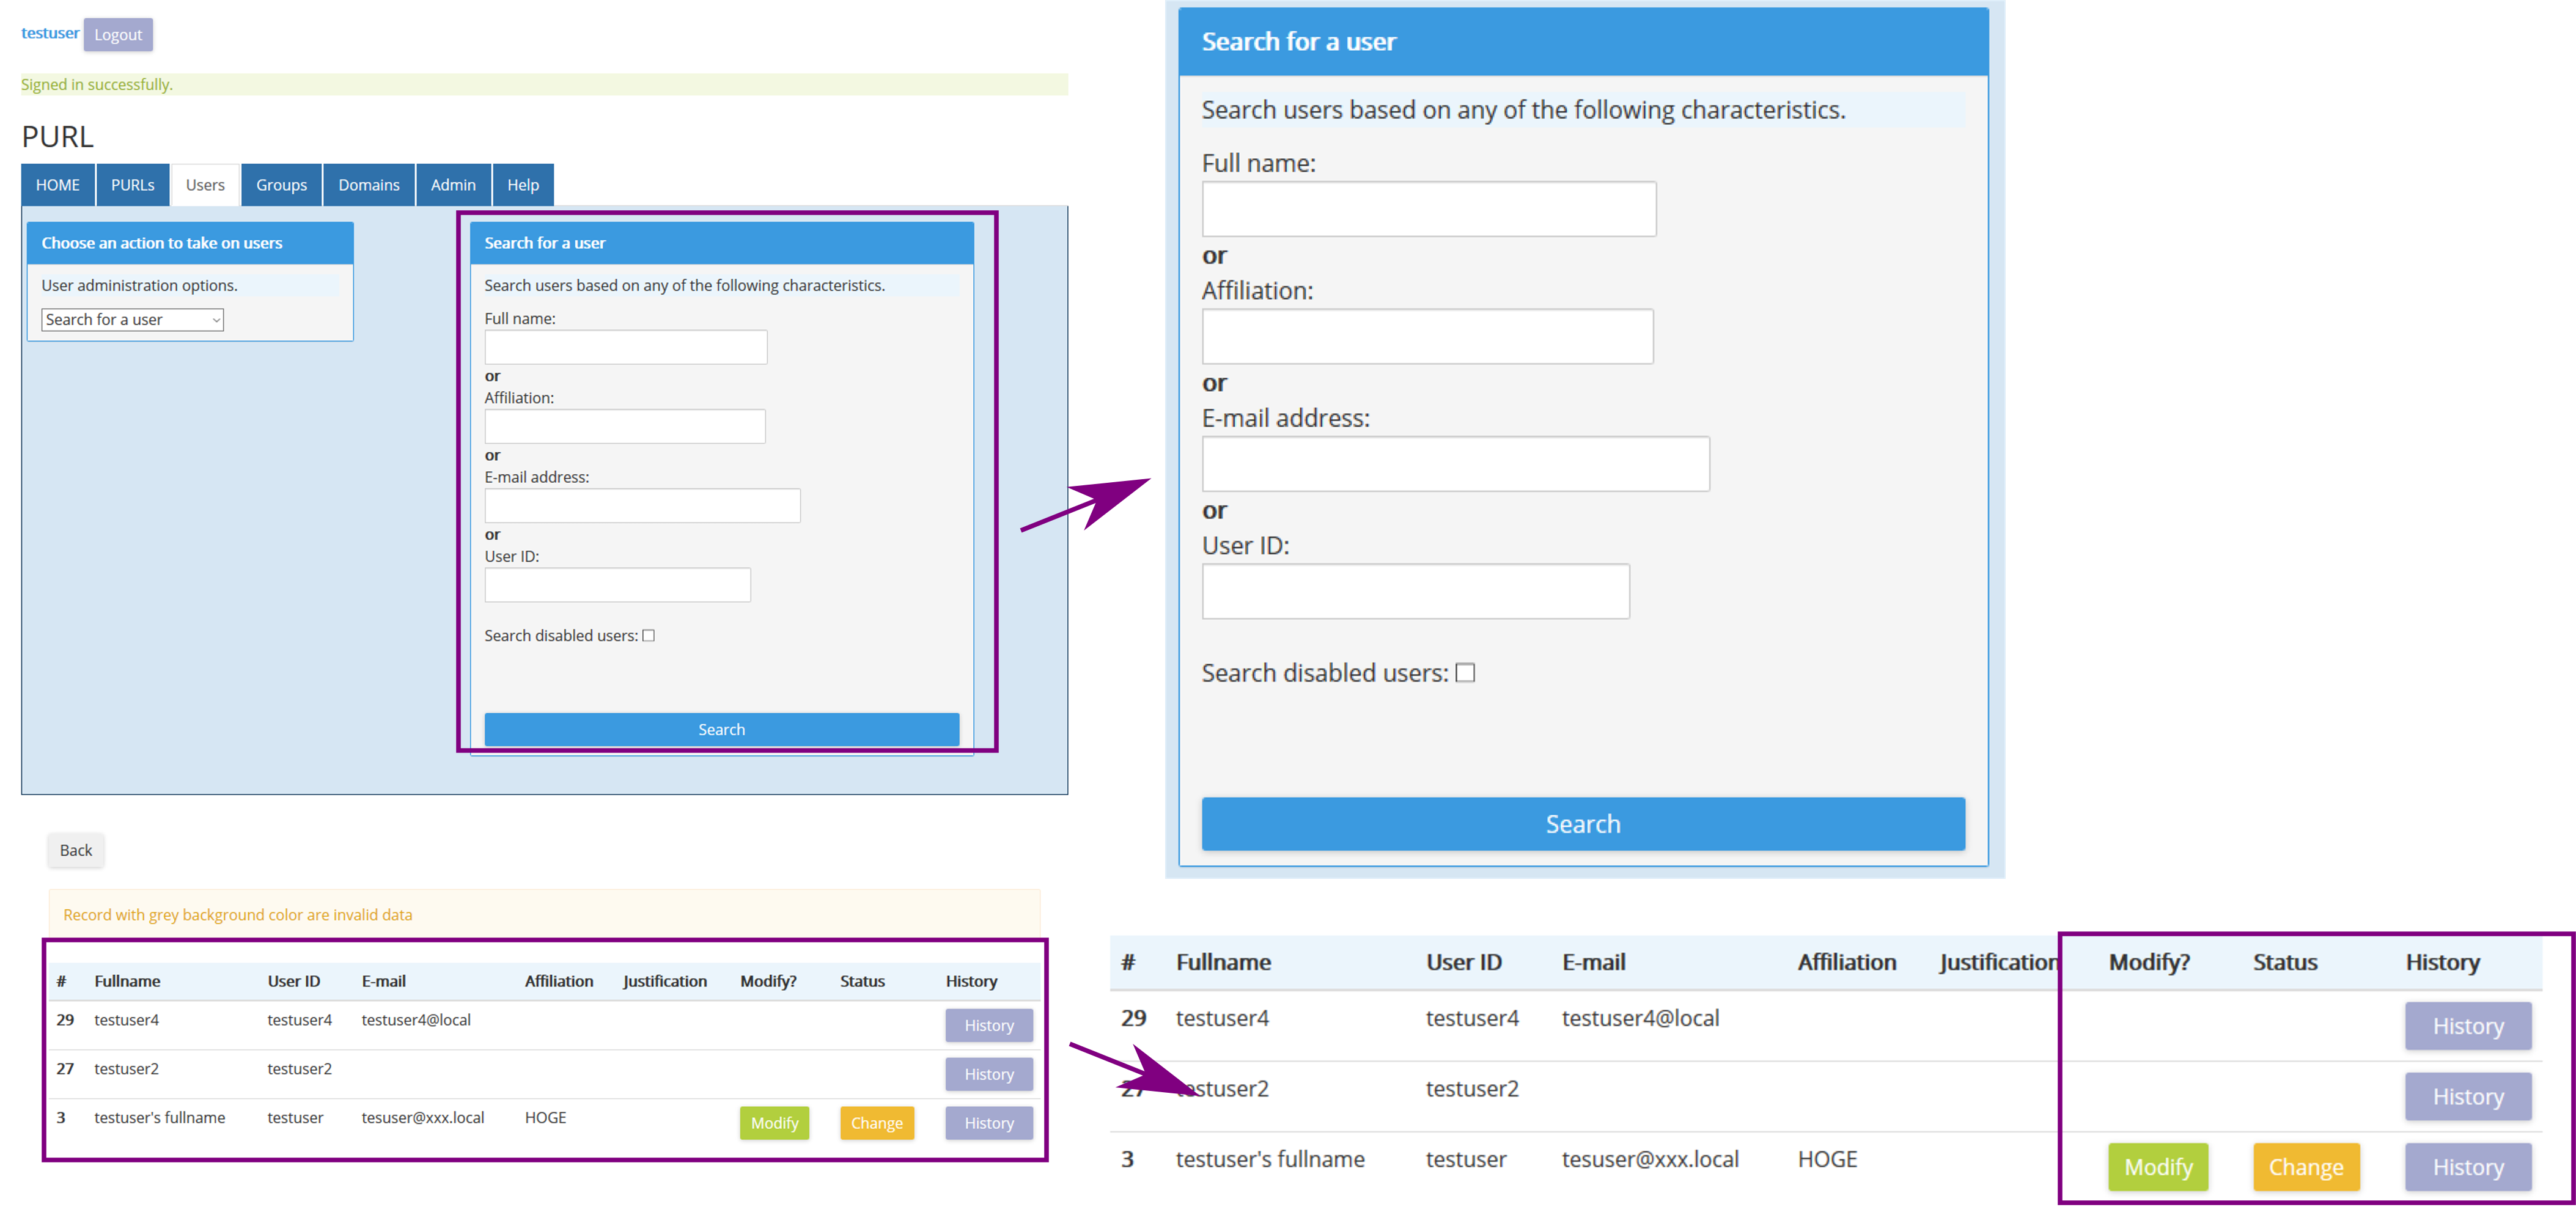 testuser Logout
Signed in successfully.
PURL
HOME PURLs Users Groups Domains Admin Help
Choose an action to take on users
User administration options.
Search for a user
Search for a user
Search users based on any of the following characteristics.
Full name:
or
Affiliation:
or
E-mail address:
or
User ID:
Search disabled users:
Search
Search for a user
Search users based on any of the following characteristics.
Full name:
or
Affiliation:
or
E-mail address:
or
User ID:
Search disabled users:
Search
Back
Record with grey background color are invalid data
# Fullname User ID E-mail Affiliation Justification Modify? Status History
29 testuser4 testuser4 testuser4@local History
27 testuser2 testuser2 History
3 testuser's fullname testuser tesuser@xxx.local HOGE Modify Change History
# Fullname User ID E-mail Affiliation Justification Modify? Status History
29 testuser4 testuser4 testuser4@local History
27 testuser2 testuser2 History
3 testuser's fullname testuser tesuser@xxx.local HOGE Modify Change History